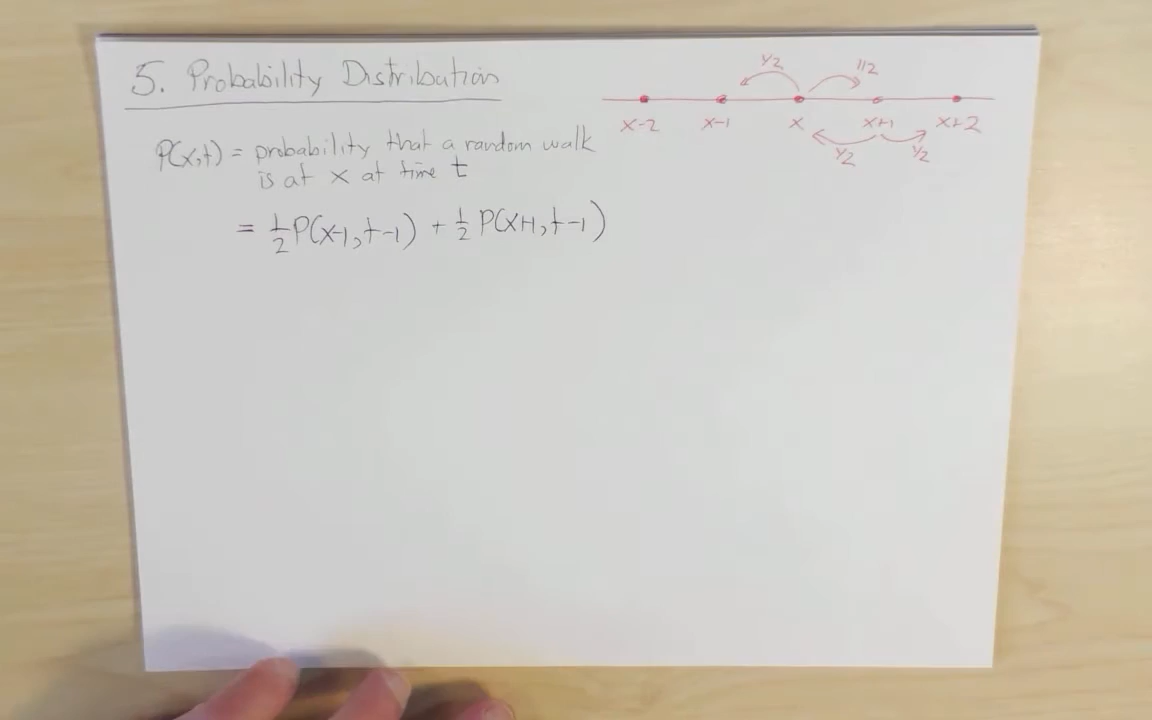 5. Probability Distribution
1/2 1/2
x-2 x-1 x x+1 x+2
1/2 1/2
P(x,t) = probability that a random walk
is at x at time t
= 1/2 P(x-1,t-1) + 1/2 P(x+1,t-1)